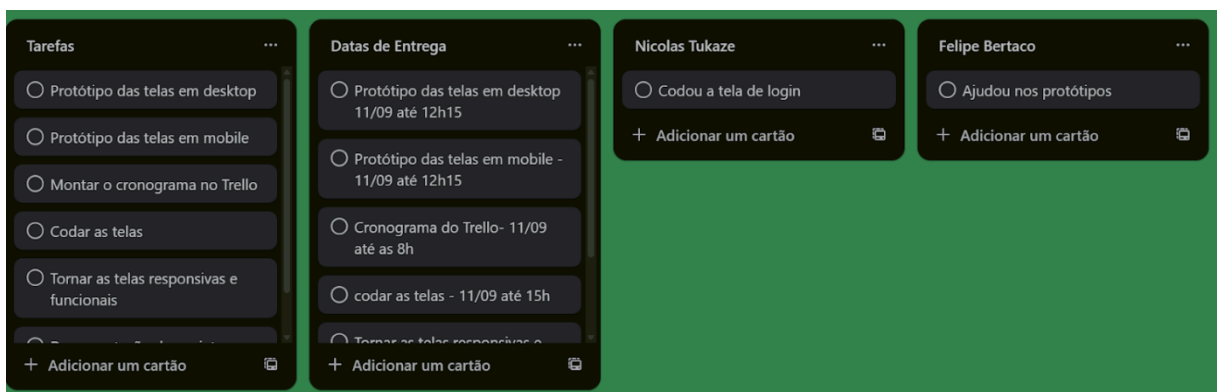 Tarefas
Protótipo das telas em desktop
Protótipo das telas em mobile
Montar o cronograma no Trello
Codar as telas
Tornar as telas responsivas e
funcionais
+ Adicionar um cartão
Datas de Entrega
Protótipo das telas em desktop
11/09 até 12h15
Protótipo das telas em mobile -
11/09 até 12h15
Cronograma do Trello- 11/09
até as 8h
codar as telas - 11/09 até 15h
Tornar as telas responsivas e
+ Adicionar um cartão
Nicolas Tukaze
Codou a tela de login
+ Adicionar um cartão
Felipe Bertaco
Ajudou nos protótipos
+ Adicionar um cartão